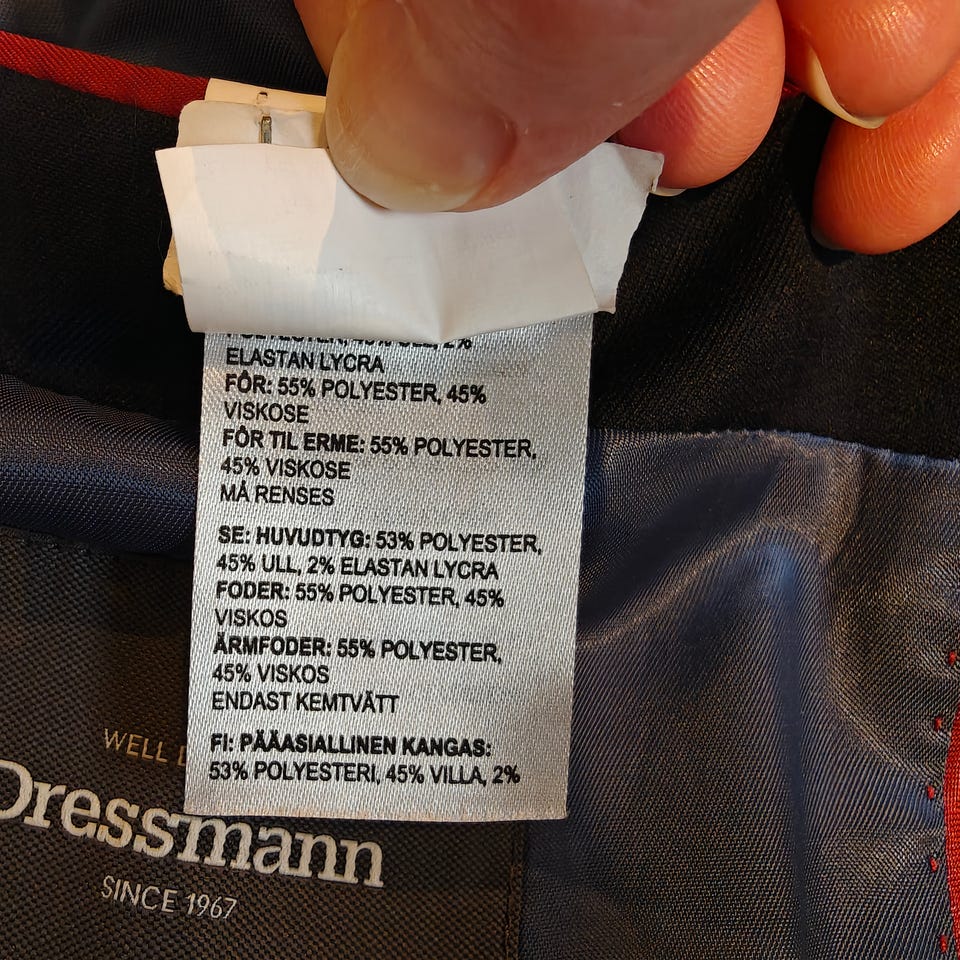 ELASTAN LYCRA
FÔR: 55% POLYESTER, 45%
VISKOSE
FÔR TIL ERME: 55% POLYESTER,
45% VISKOSE
MÅ RENSES
SE: HUVUDTYG: 53% POLYESTER,
45% ULL, 2% ELASTAN LYCRA
FODER: 55% POLYESTER, 45%
VISKOS
ÄRMFODER: 55% POLYESTER,
45% VISKOS
ENDAST KEMTVÄTT
FI: PÄÄASIALLINEN KANGAS:
53% POLYESTERI, 45% VILLA, 2%
WELL
Dressmann
SINCE 1967